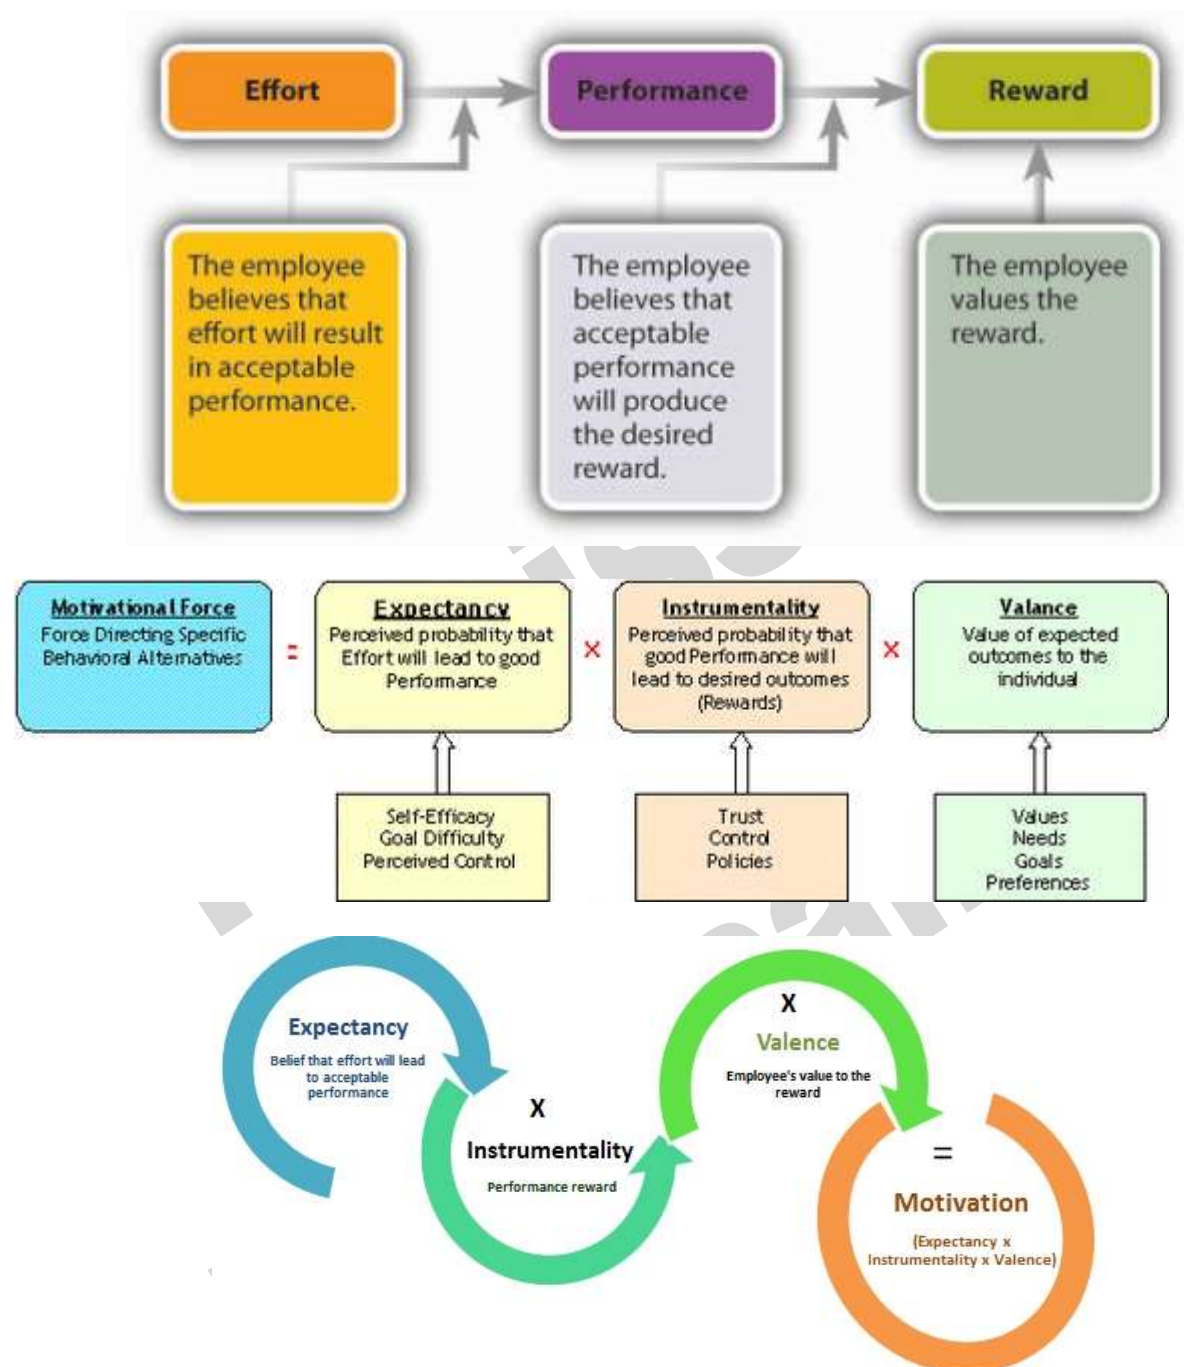 Effort
Performance
Reward
The employee
believes that
effort will result
in acceptable
performance.
The employee
believes that
acceptable
performance
will produce
the desired
reward.
The employee
values the
reward.
Motivational Force
Force Directing Specific
Behavioral Alternatives
=
Expectancy
Perceived probability that
Effort will lead to good
Performance
x
Instrumentality
Perceived probability that
good Performance will
lead to desired outcomes
(Rewards)
x
Valance
Value of expected
outcomes to the
individual
Self-Efficacy
Goal Difficulty
Perceived Control
Trust
Control
Policies
Values
Needs
Goals
Preferences
Expectancy
Belief that effort will lead
to acceptable
performance
X
Instrumentality
Performance reward
X
Valence
Employee's value to the
reward
=
Motivation
(Expectancy x
Instrumentality x Valence)